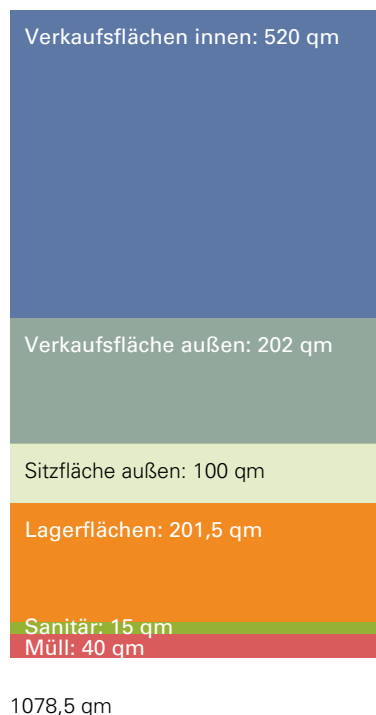 Verkaufsflächen innen: 520 qm
Verkaufsfläche außen: 202 qm
Sitzfläche außen: 100 qm
Lagerflächen: 201,5 qm
Sanitär: 15 qm
Müll: 40 qm
1078,5 qm